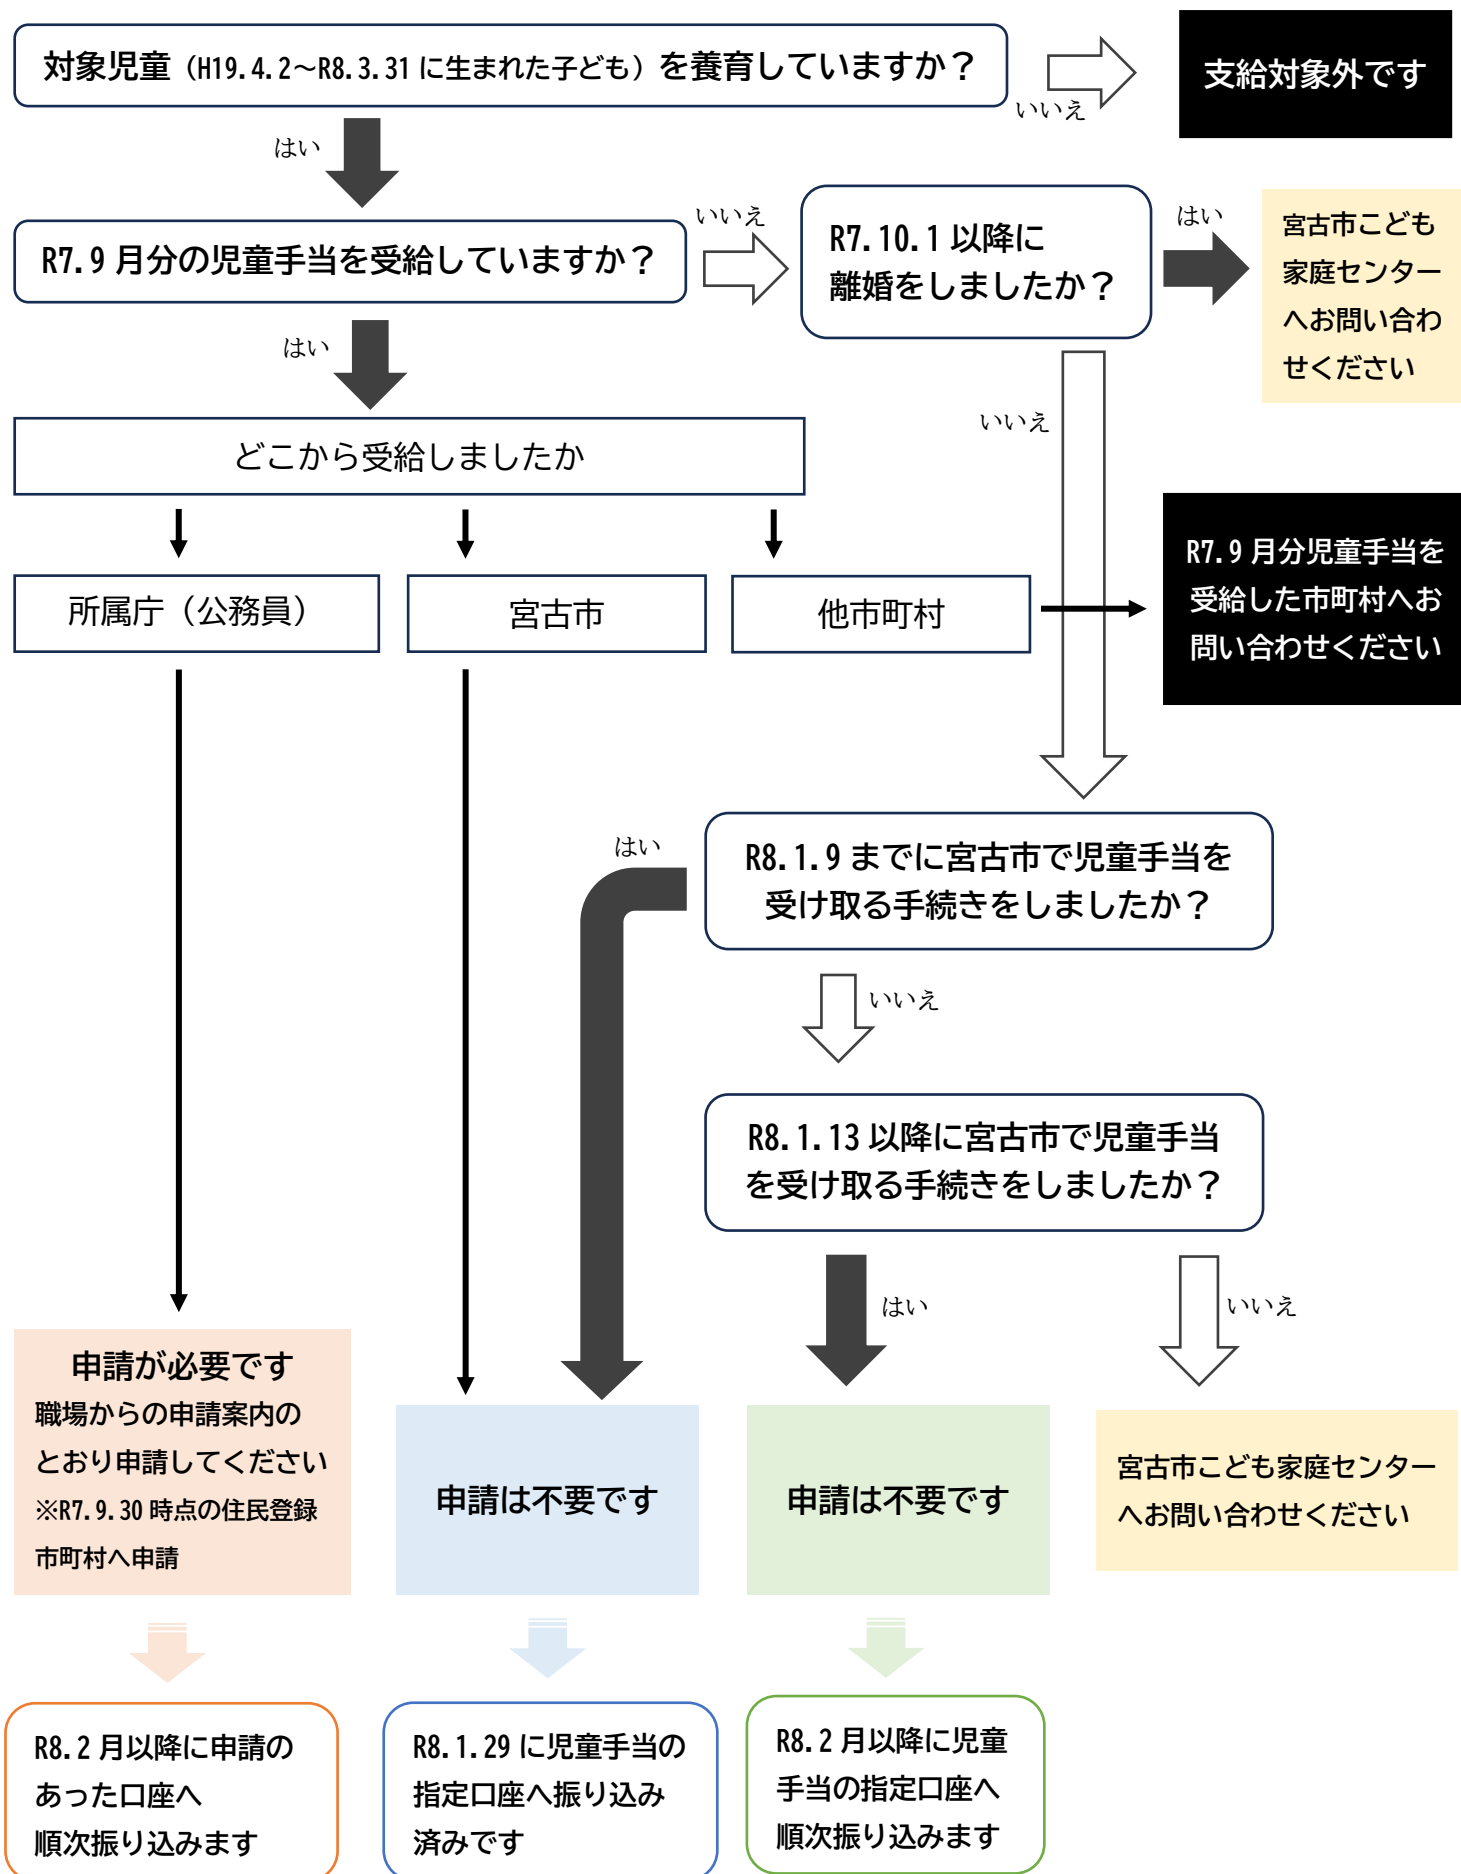 対象児童（H19.4.2～R8.3.31に生まれた子ども）を養育していますか？
いいえ
支給対象外です
はい
R7.9月分の児童手当を受給していますか？
いいえ
R7.10.1以降に
離婚をしましたか？
はい
宮古市こども
家庭センター
へお問い合わ
せください
はい
いいえ
どこから受給しましたか
所属庁（公務員）
宮古市
他市町村
R7.9月分児童手当を
受給した市町村へお
問い合わせください
はい
R8.1.9までに宮古市で児童手当を
受け取る手続きをしましたか？
いいえ
R8.1.13以降に宮古市で児童手当
を受け取る手続きをしましたか？
はい
いいえ
申請が必要です
職場からの申請案内の
とおり申請してください
※R7.9.30時点の住民登録
市町村へ申請
申請は不要です
申請は不要です
宮古市こども家庭センター
へお問い合わせください
R8.2月以降に申請の
あった口座へ
順次振り込みます
R8.1.29に児童手当の
指定口座へ振り込み
済みです
R8.2月以降に児童
手当の指定口座へ
順次振り込みます